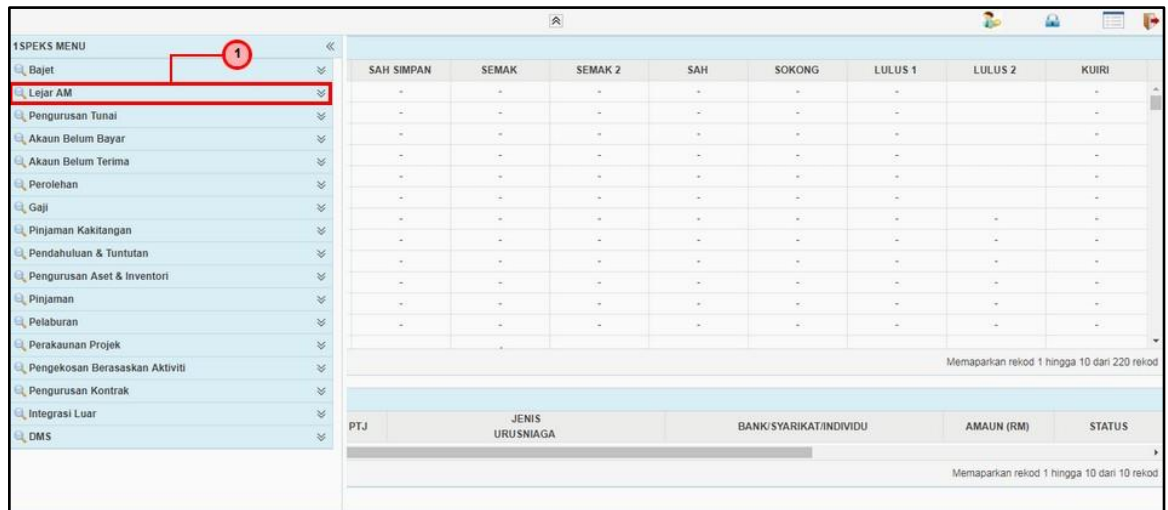 1SPEKS MENU
1
Bajet
Lejar AM
Pengurusan Tunai
Akaun Belum Bayar
Akaun Belum Terima
Perolehan
Gaji
Pinjaman Kakitangan
Pendahuluan & Tuntutan
Pengurusan Aset & Inventori
Pinjaman
Pelaburan
Perakaunan Projek
Pengekosan Berasaskan Aktiviti
Pengurusan Kontrak
Integrasi Luar
DMS
SAH SIMPAN SEMAK SEMAK 2 SAH SOKONG LULUS 1 LULUS 2 KUIRI
- - - - - - -
- - - - - - -
- - - - - - -
- - - - - - -
- - - - - - -
- - - - - - -
- - - - - - - -
- - - - - - - -
- - - - - - - -
- - - - - - - -
- - - - - - - -
- - - - - - - -
Memaparkan rekod 1 hingga 10 dari 220 rekod
PTJ JENIS URUSNIAGA BANK/SYARIKAT/INDIVIDU AMAUN (RM) STATUS
Memaparkan rekod 1 hingga 10 dari 10 rekod